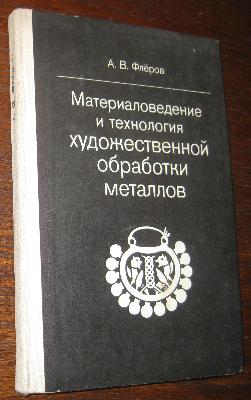 А. В. Флёров
Материаловедение
и технология
художественной
обработки
металлов